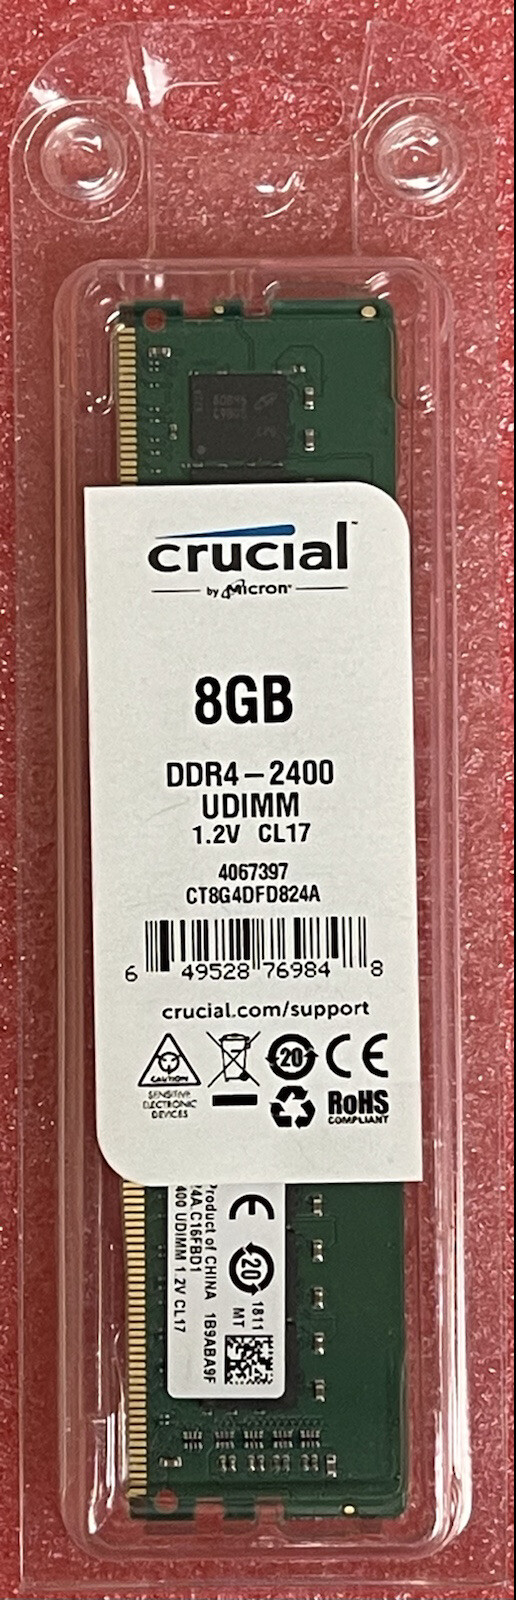 crucial™
by Micron®
8GB
DDR4-2400
UDIMM
1.2V CL17
4067397
CT8G4DFD824A
6 49528 76984 8
crucial.com/support
CAUTION
SENSITIVE
ELECTRONIC
DEVICES
20
CE
RoHS
COMPLIANT
Product of CHINA 1B9ABA9F
24A.C16FBD1
400 UDIMM 1.2V CL17
CE
20
1811
MT